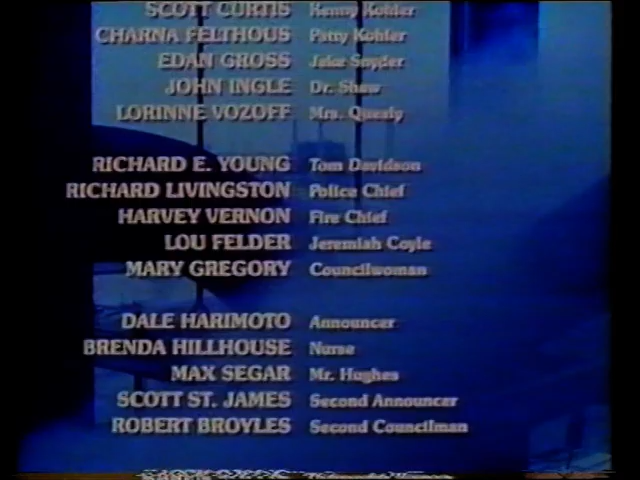 SCOTT CURTIS Kenny Kohler
CHARNA FELTHOUS Patty Kohler
EDAN GROSS Jake Snyder
JOHN INGLE Dr. Shaw
LORINNE VOZOFF Mrs. Quealy
RICHARD E. YOUNG Tom Davidson
RICHARD LIVINGSTON Police Chief
HARVEY VERNON Fire Chief
LOU FELDER Jeremiah Coyle
MARY GREGORY Councilwoman
DALE HARIMOTO Announcer
BRENDA HILLHOUSE Nurse
MAX SEGAR Mr. Hughes
SCOTT ST. JAMES Second Announcer
ROBERT BROYLES Second Councilman